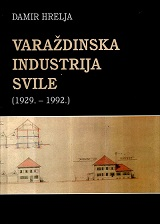 DAMIR HRELJA
VARAŽDINSKA
INDUSTRIJA
SVILE
(1929. – 1992.)